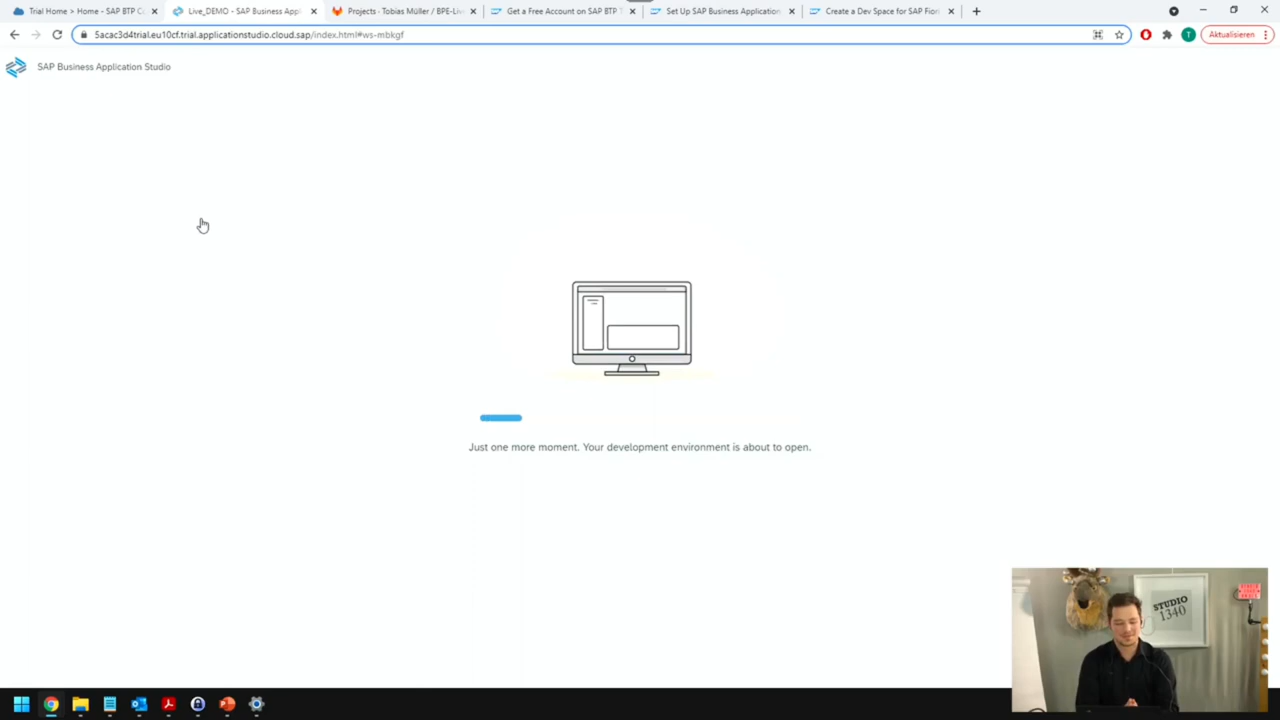 Trial Home > Home - SAP BTP C
Live_DEMO - SAP Business Appl
Projects · Tobias Müller / BPE-Liv
Get a Free Account on SAP BTP T
Set Up SAP Business Application
Create a Dev Space for SAP Fiori
5acac3d4trial.eu10cf.trial.applicationstudio.cloud.sap/index.html#ws-mbkgf
T
Aktualisieren
SAP Business Application Studio
Just one more moment. Your development environment is about to open.
STUDIO
1340